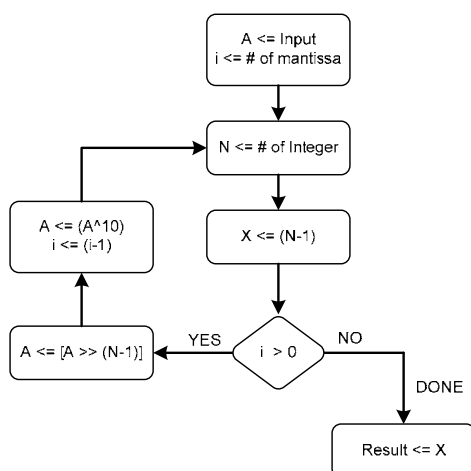 A <= Input
i <= # of mantissa
N <= # of Integer
A <= (A^10)
i <= (i-1)
X <= (N-1)
A <= [A >> (N-1)]
YES
i > 0
NO
DONE
Result <= X